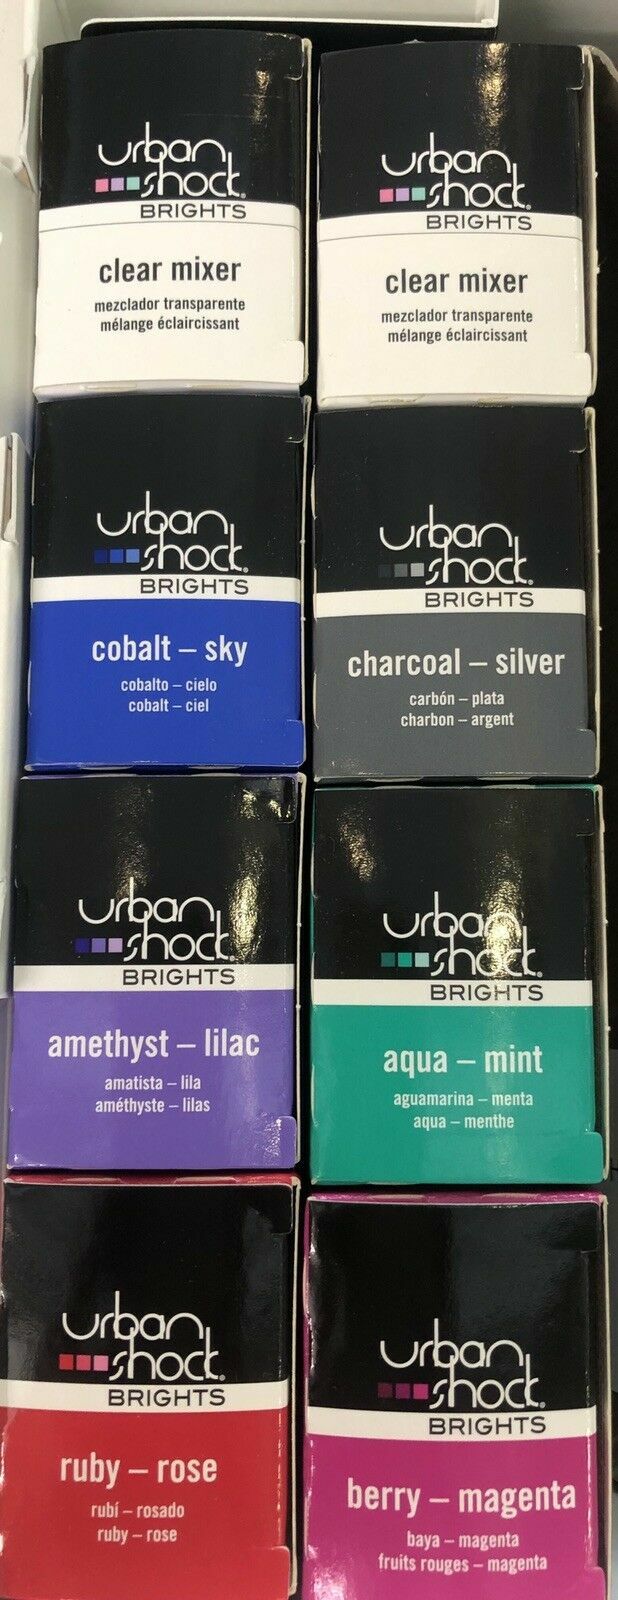 urban
shock®
BRIGHTS
clear mixer
mezclador transparente
mélange éclaircissant
urban
shock®
BRIGHTS
clear mixer
mezclador transparente
mélange éclaircissant
urban
shock®
BRIGHTS
cobalt – sky
cobalto – cielo
cobalt – ciel
urban
shock®
BRIGHTS
charcoal – silver
carbón – plata
charbon – argent
urban
shock®
BRIGHTS
amethyst – lilac
amatista – lila
améthyste – lilas
urban
shock®
BRIGHTS
aqua – mint
aguamarina – menta
aqua – menthe
urban
shock®
BRIGHTS
ruby – rose
rubí – rosado
ruby – rose
urban
shock®
BRIGHTS
berry – magenta
baya – magenta
fruits rouges – magenta